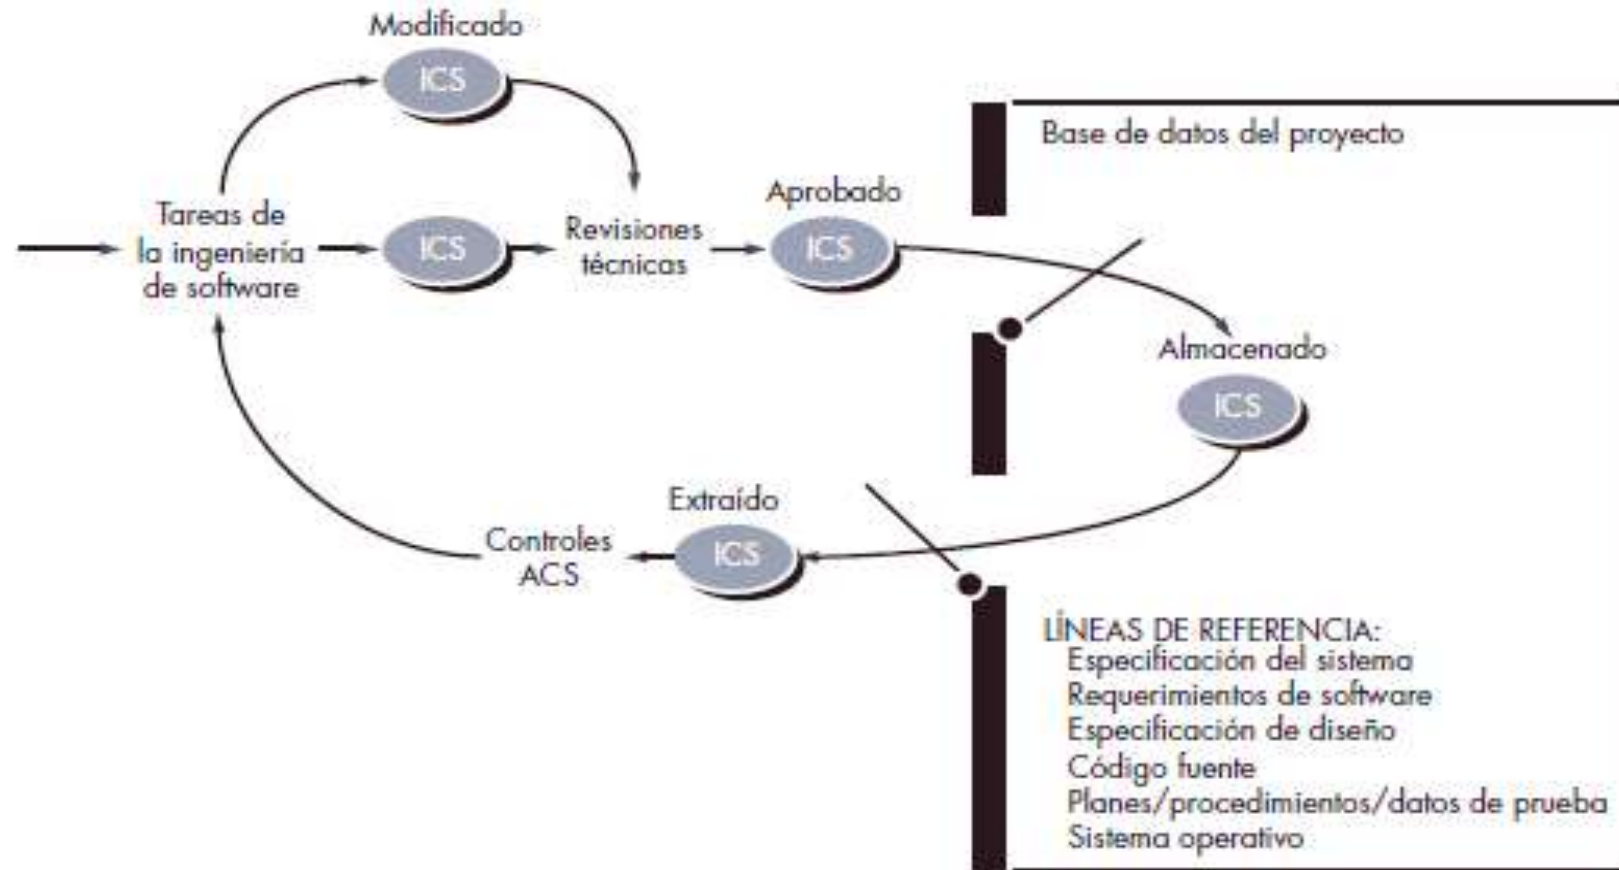 Modificado
ICS
Base de datos del proyecto
Tareas de
la ingeniería
de software
ICS
Revisiones
técnicas
Aprobado
ICS
Almacenado
ICS
Extraído
ICS
Controles
ACS
LÍNEAS DE REFERENCIA:
Especificación del sistema
Requerimientos de software
Especificación de diseño
Código fuente
Planes/procedimientos/datos de prueba
Sistema operativo